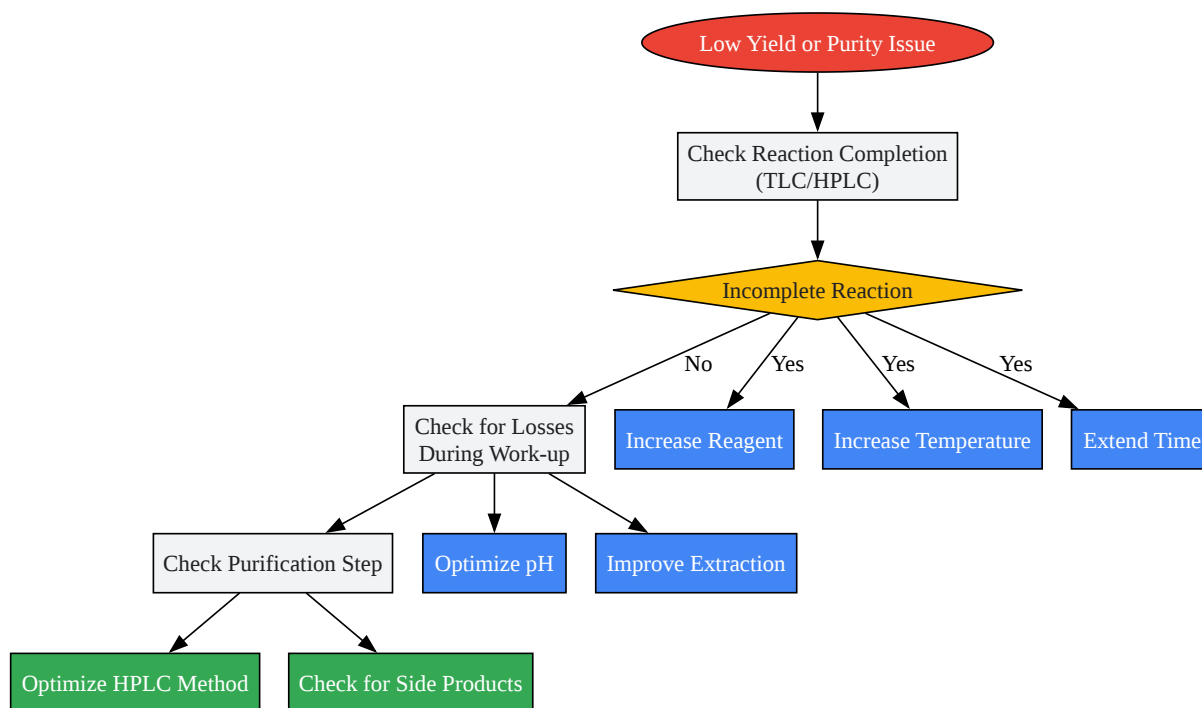 Low Yield or Purity Issue
Check Reaction Completion
(TLC/HPLC)
Incomplete Reaction
No
Yes
Yes
Yes
Check for Losses
During Work-up
Increase Reagent
Increase Temperature
Extend Time
Check Purification Step
Optimize pH
Improve Extraction
Optimize HPLC Method
Check for Side Products